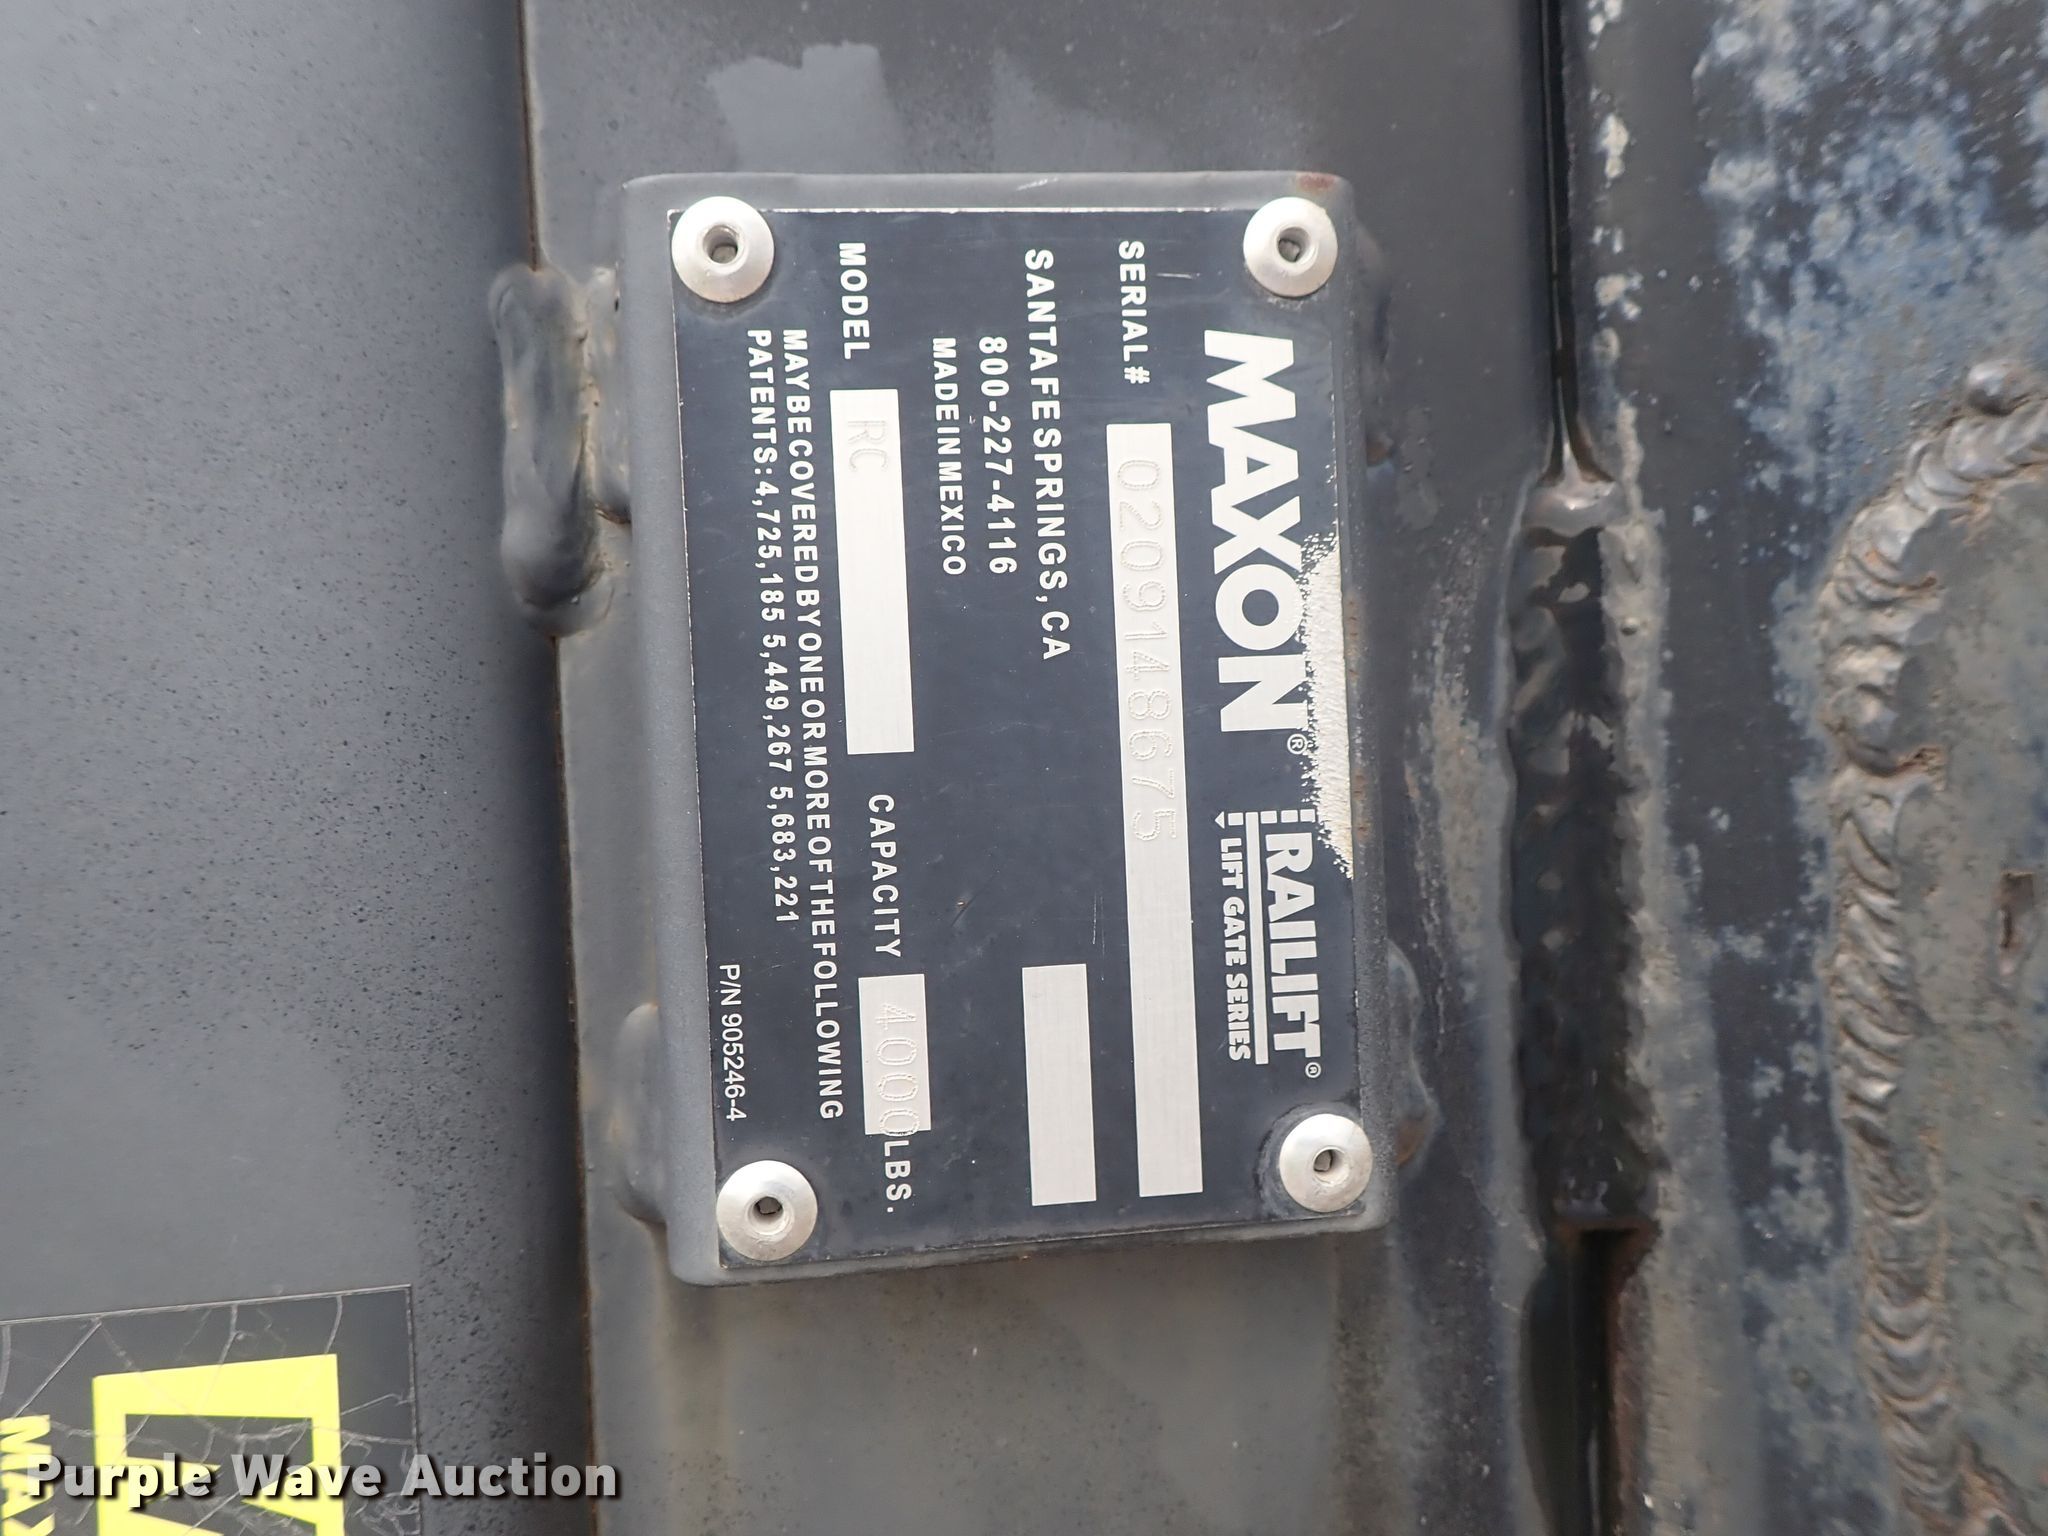 MAXON®
RAILIFT®
LIFT GATE SERIES
SERIAL# 0209148675
SANTA FE SPRINGS, CA
800-227-4116
MADE IN MEXICO
MODEL RC CAPACITY 4000 LBS.
MAY BE COVERED BY ONE OR MORE OF THE FOLLOWING
PATENTS: 4,725,185 5,449,267 5,683,221
P/N 905246-4
Purple Wave Auction